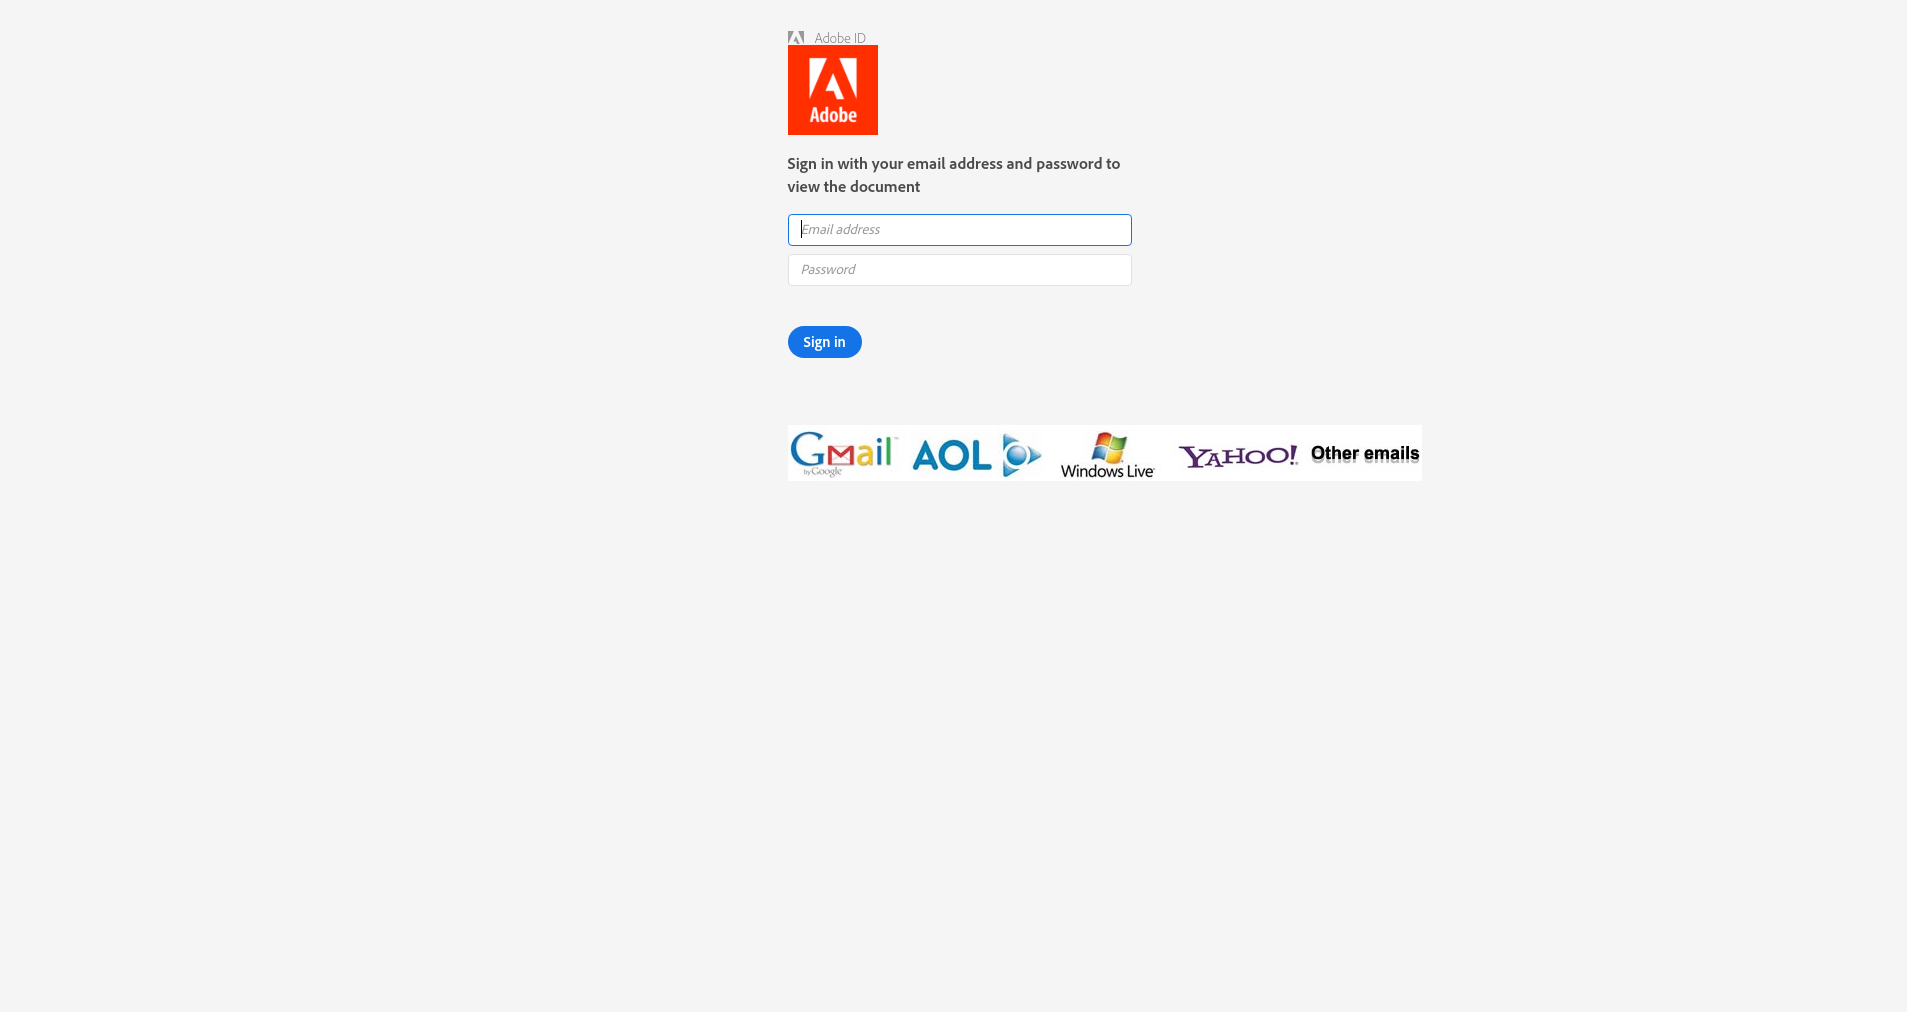 Adobe ID
Adobe
Sign in with your email address and password to
view the document
Email address
Password
Sign in
Gmail™ by Google AOL Windows Live YAHOO! Other emails